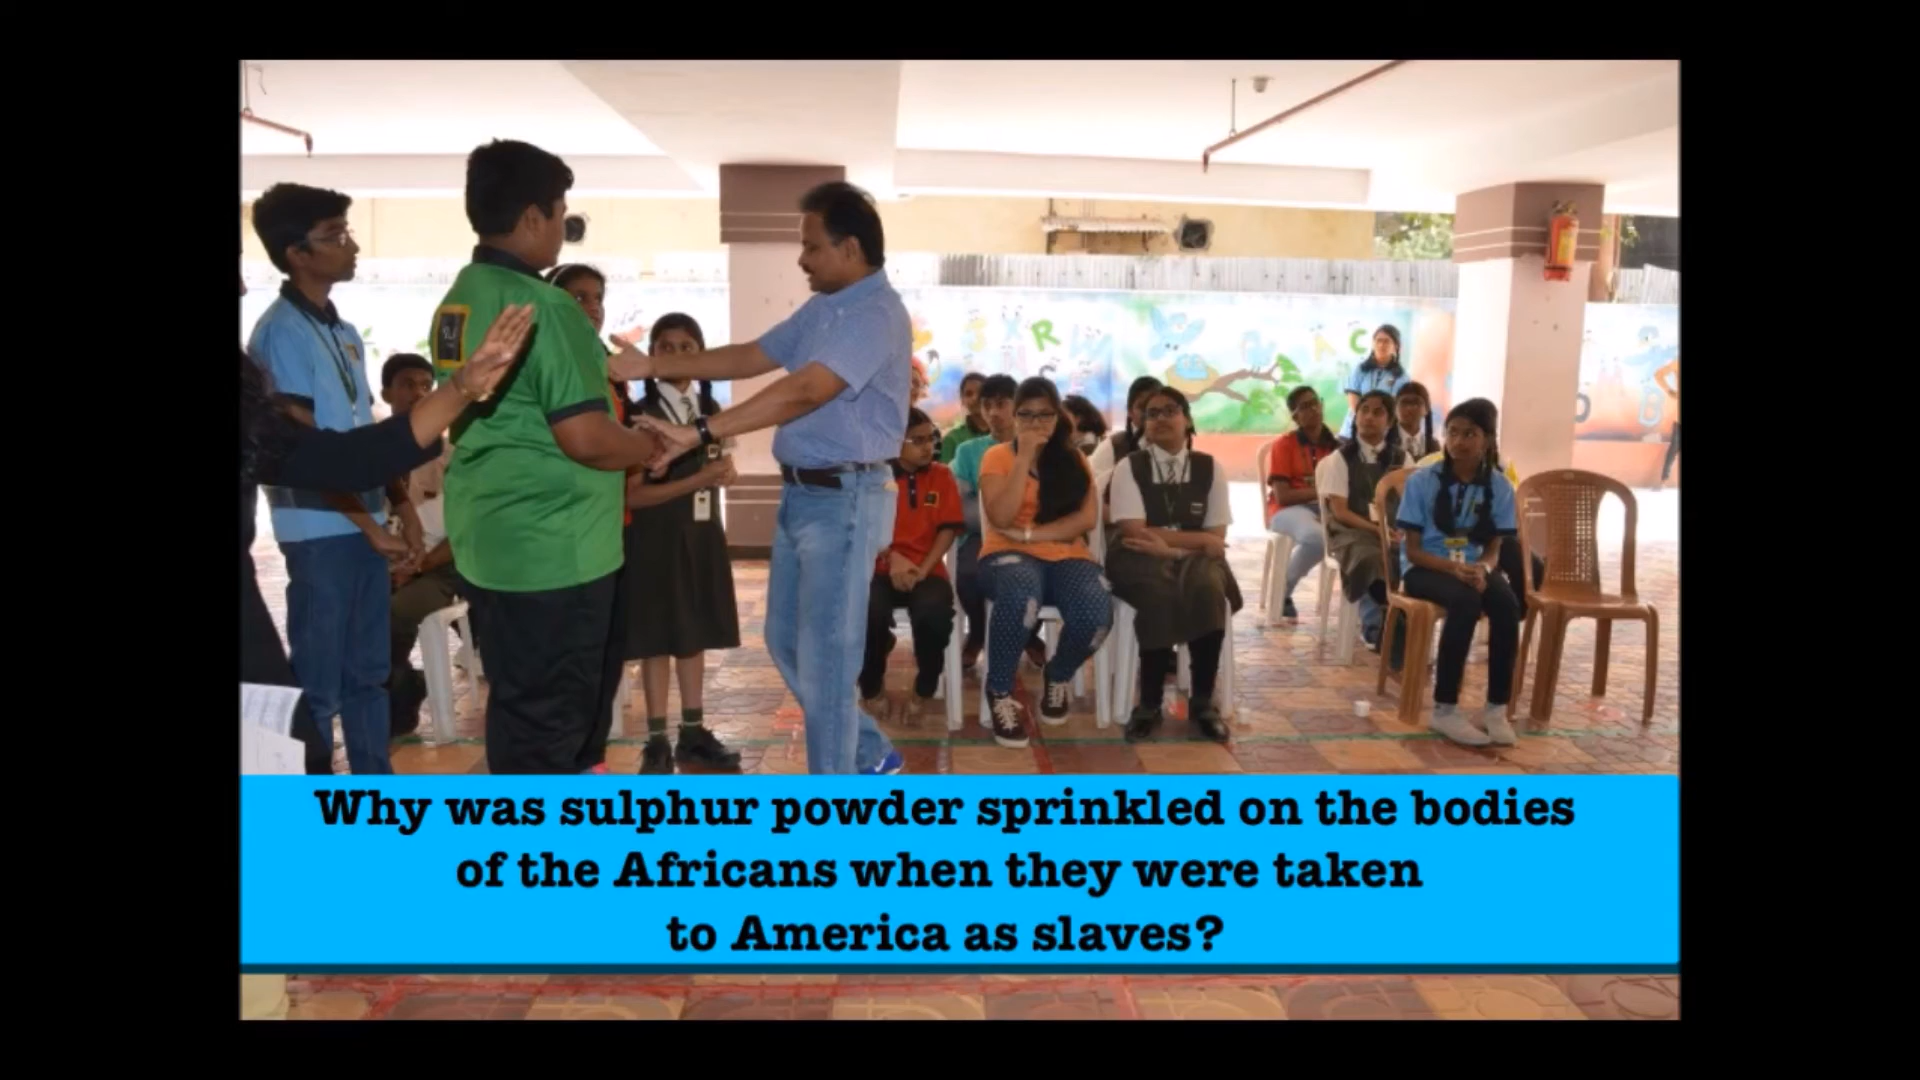 Why was sulphur powder sprinkled on the bodies
of the Africans when they were taken
to America as slaves?